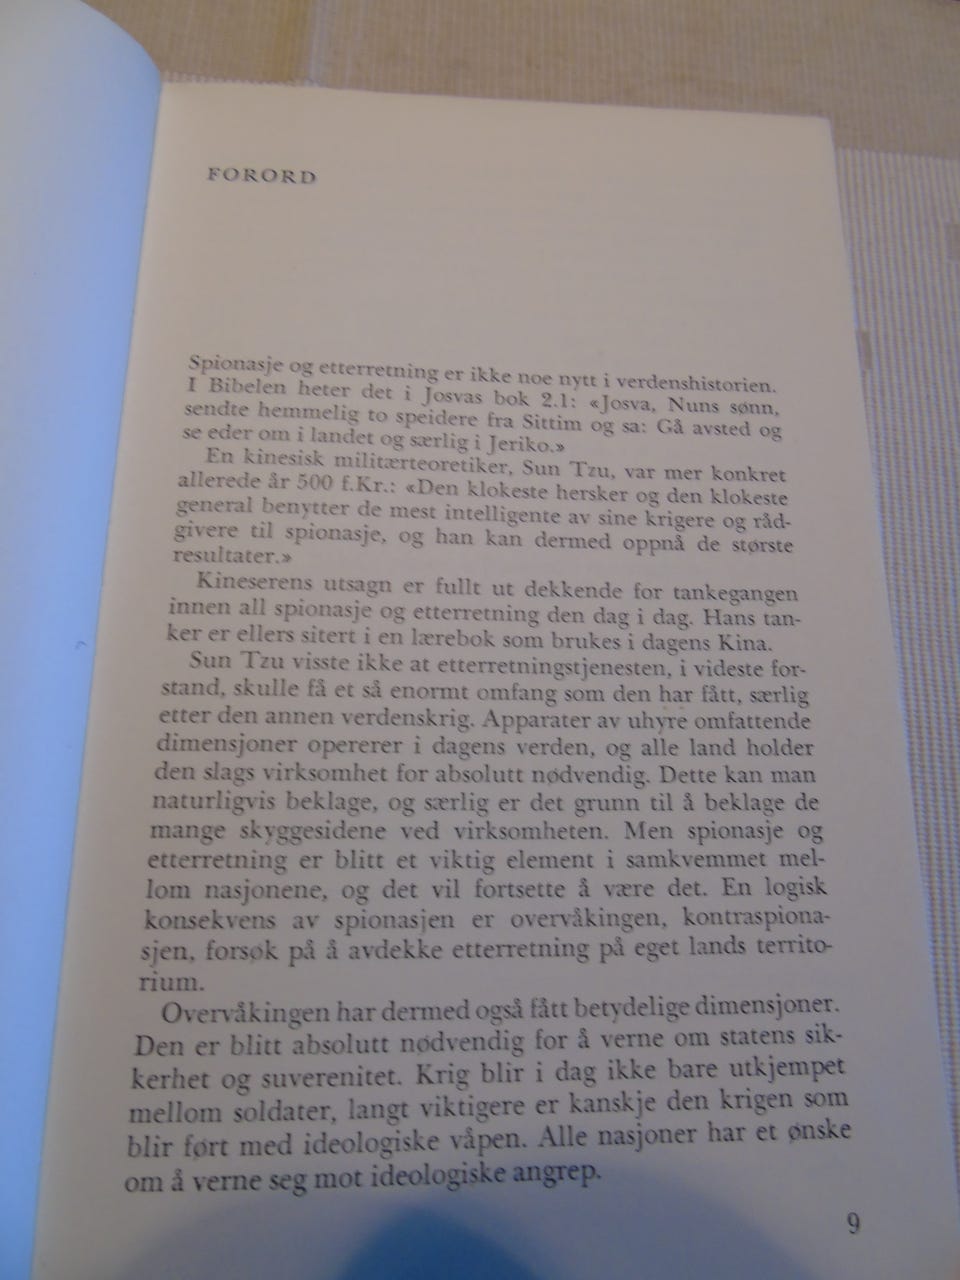 FORORD
Spionasje og etterretning er ikke noe nytt i verdenshistorien.
I Bibelen heter det i Josvas bok 2.1: «Josva, Nuns sønn,
sendte hemmelig to speidere fra Sittim og sa: Gå avsted og
se eder om i landet og særlig i Jeriko.»
En kinesisk militærteoretiker, Sun Tzu, var mer konkret
allerede år 500 f.Kr.: «Den klokeste hersker og den klokeste
general benytter de mest intelligente av sine krigere og råd-
givere til spionasje, og han kan dermed oppnå de største
resultater.»
Kineserens utsagn er fullt ut dekkende for tankegangen
innen all spionasje og etterretning den dag i dag. Hans tan-
ker er ellers sitert i en lærebok som brukes i dagens Kina.
Sun Tzu visste ikke at etterretningstjenesten, i videste for-
stand, skulle få et så enormt omfang som den har fått, særlig
etter den annen verdenskrig. Apparater av uhyre omfattende
dimensjoner opererer i dagens verden, og alle land holder
den slags virksomhet for absolutt nødvendig. Dette kan man
naturligvis beklage, og særlig er det grunn til å beklage de
mange skyggesidene ved virksomheten. Men spionasje og
etterretning er blitt et viktig element i samkvemmet mel-
lom nasjonene, og det vil fortsette å være det. En logisk
konsekvens av spionasjen er overvåkingen, kontraspiona-
sjen, forsøk på å avdekke etterretning på eget lands territo-
rium.
Overvåkingen har dermed også fått betydelige dimensjoner.
Den er blitt absolutt nødvendig for å verne om statens sik-
kerhet og suverenitet. Krig blir i dag ikke bare utkjempet
mellom soldater, langt viktigere er kanskje den krigen som
blir ført med ideologiske våpen. Alle nasjoner har et ønske
om å verne seg mot ideologiske angrep.
9